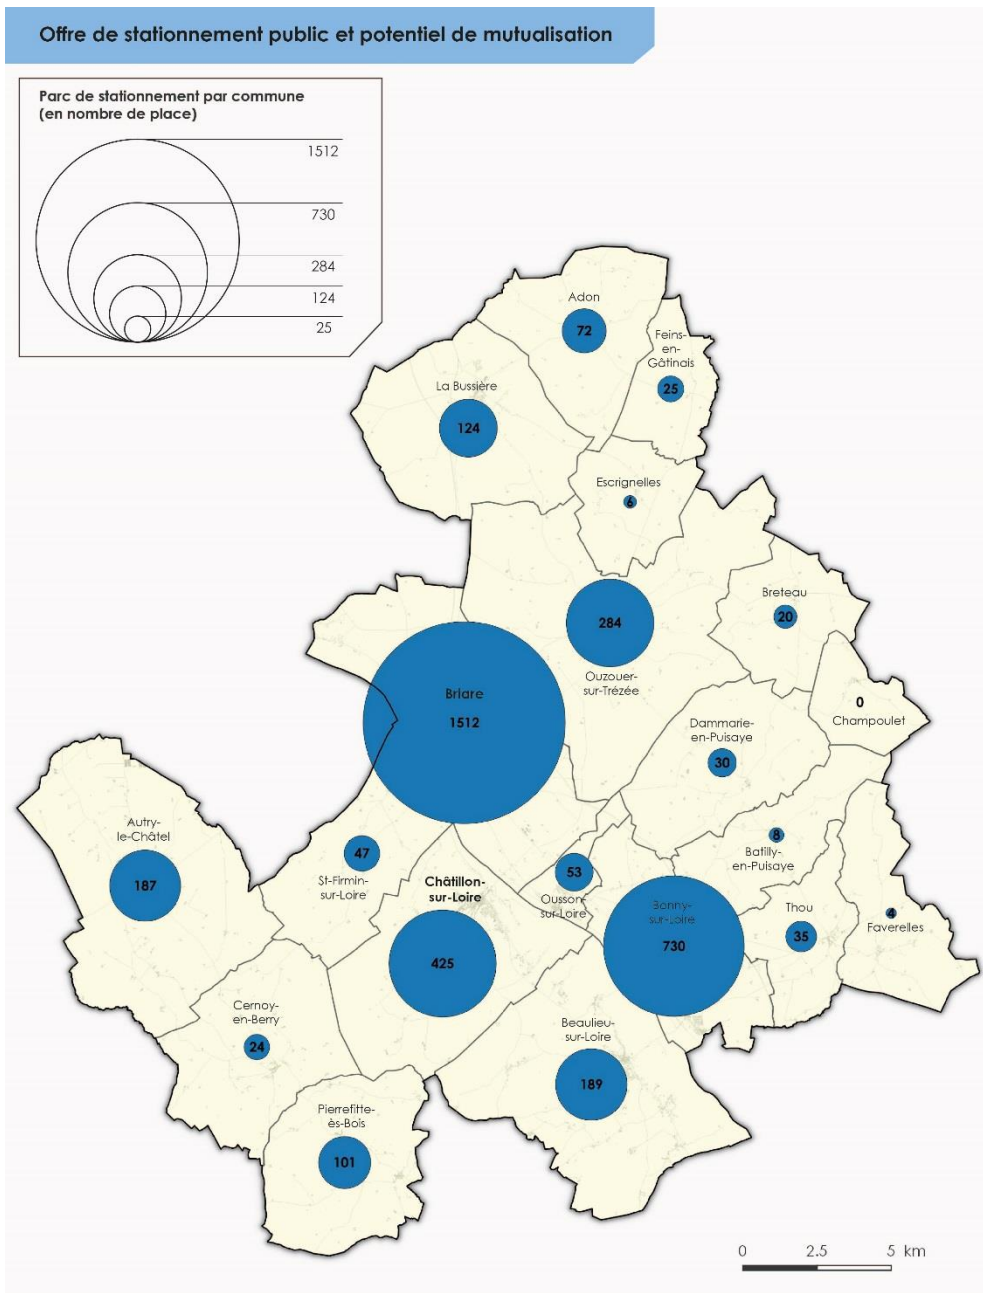 Offre de stationnement public et potentiel de mutualisation
Parc de stationnement par commune
(en nombre de place)
1512
730
284
124
25
Adon
72
Feins-
en-
Gâtinais
25
La Bussière
124
Escrignelles
6
Breteau
20
284
Ouzouer-
sur-Trézée
Briare
1512
0
Champoulet
Dammarie-
en-Puisaye
30
Autry-
le-Châtel
187
47
St-Firmin-
sur-Loire
8
Batilly-
en-Puisaye
53
Ousson-
sur-Loire
Châtillon-
sur-Loire
425
Bonny-
sur-Loire
730
Thou
35
4
Faverelles
Cernoy-
en-Berry
24
Beaulieu-
sur-Loire
189
Pierrefitte-
ès-Bois
101
0 2.5 5 km